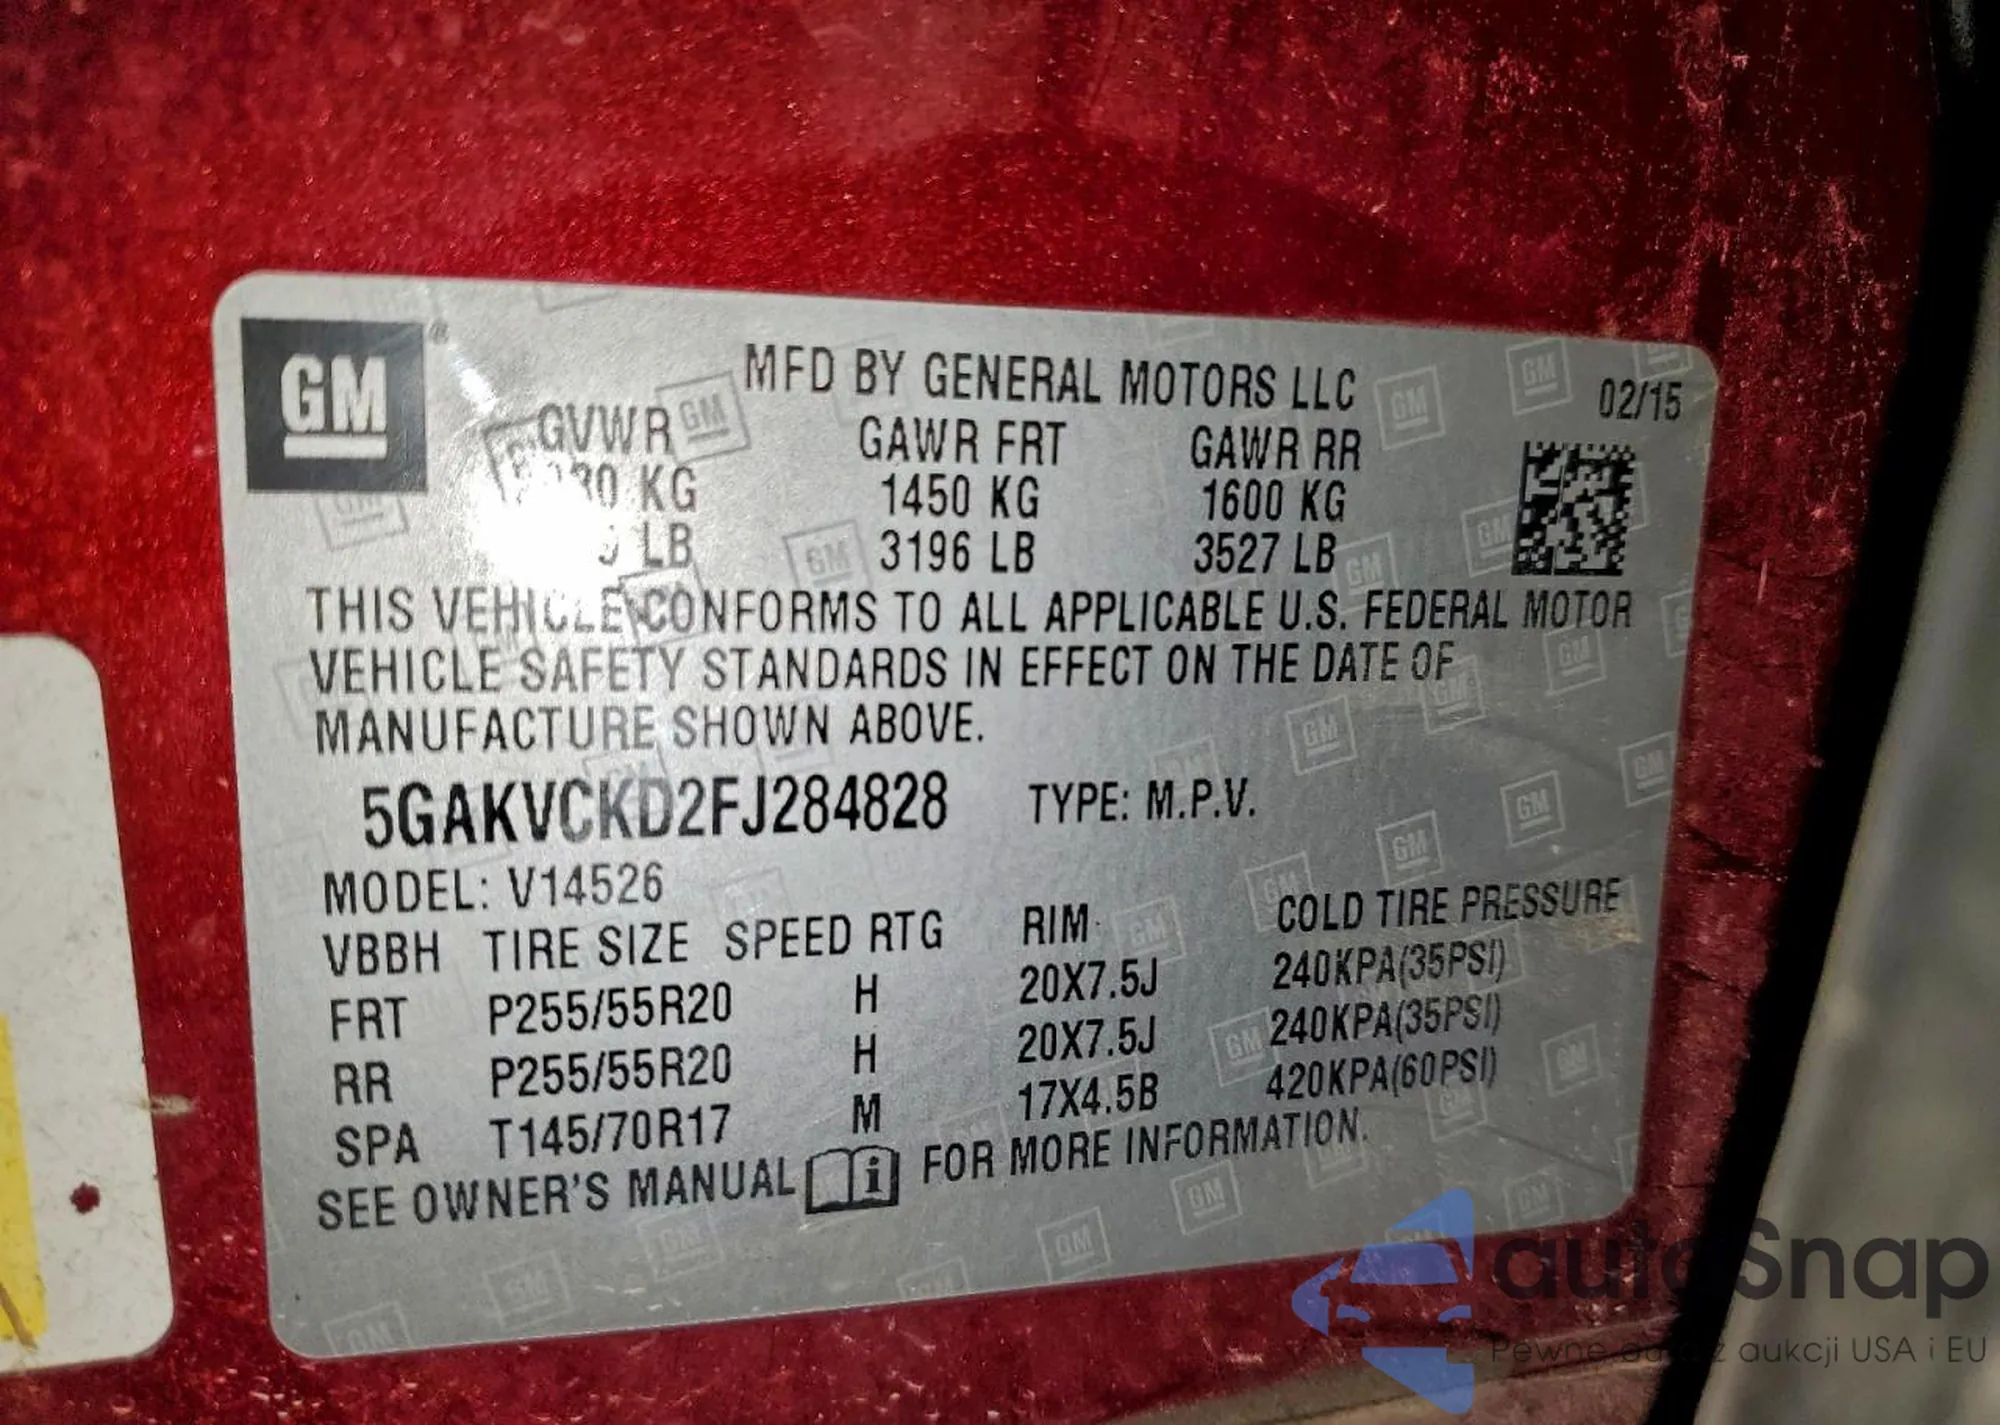 GM
MFD BY GENERAL MOTORS LLC
02/15
GVWR GAWR FRT GAWR RR
KG 1450 KG 1600 KG
LB 3196 LB 3527 LB
THIS VEHICLE CONFORMS TO ALL APPLICABLE U.S. FEDERAL MOTOR
VEHICLE SAFETY STANDARDS IN EFFECT ON THE DATE OF
MANUFACTURE SHOWN ABOVE.
5GAKVCKD2FJ284828 TYPE: M.P.V.
MODEL: V14526
VBBH TIRE SIZE SPEED RTG RIM COLD TIRE PRESSURE
FRT P255/55R20 H 20X7.5J 240KPA(35PSI)
RR P255/55R20 H 20X7.5J 240KPA(35PSI)
SPA T145/70R17 M 17X4.5B 420KPA(60PSI)
SEE OWNER'S MANUAL FOR MORE INFORMATION.
autoSnap
Pewne auta z aukcji USA i EU